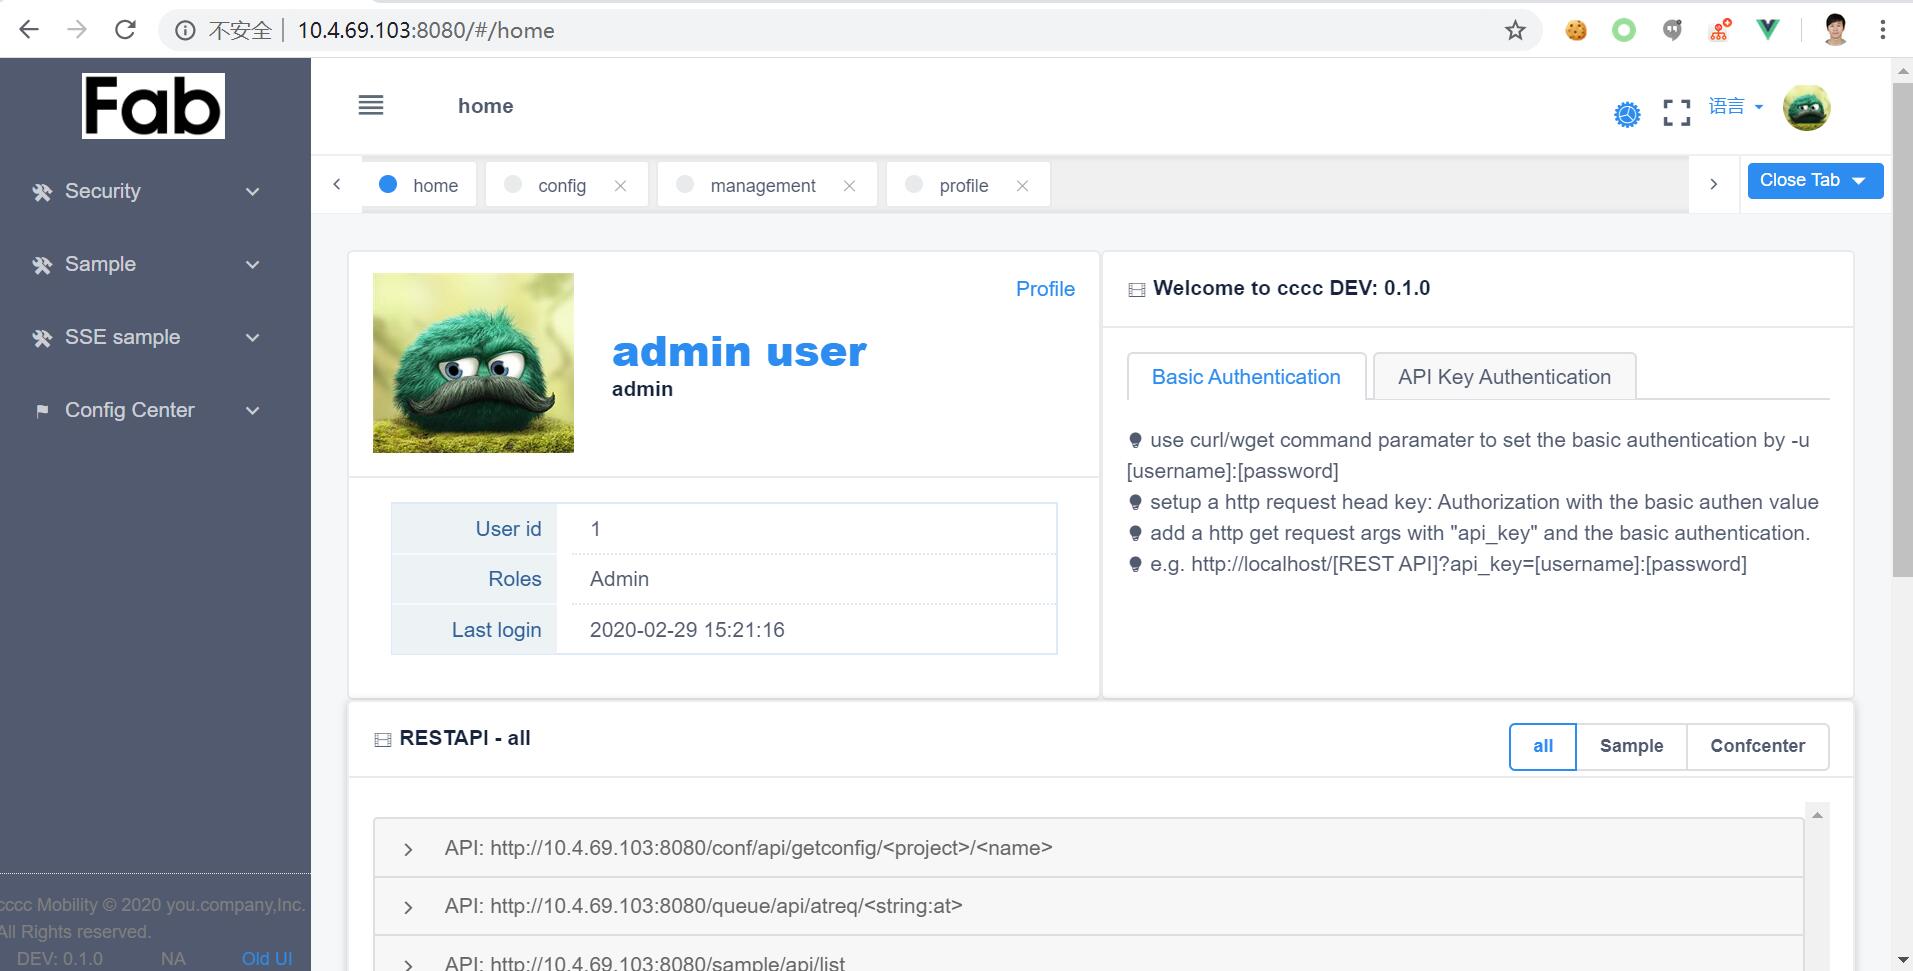 不安全 | 10.4.69.103:8080/#/home
Fab
home
语言
Security
Sample
SSE sample
Config Center
home
config
management
profile
Close Tab
Profile
admin user
admin
User id 1
Roles Admin
Last login 2020-02-29 15:21:16
Welcome to cccc DEV: 0.1.0
Basic Authentication
API Key Authentication
use curl/wget command paramater to set the basic authentication by -u
[username]:[password]
setup a http request head key: Authorization with the basic authen value
add a http get request args with "api_key" and the basic authentication.
e.g. http://localhost/[REST API]?api_key=[username]:[password]
RESTAPI - all
all
Sample
Confcenter
API: http://10.4.69.103:8080/conf/api/getconfig/<project>/<name>
API: http://10.4.69.103:8080/queue/api/atreq/<string:at>
API: http://10.4.69.103:8080/sample/api/list
cccc Mobility © 2020 you.company,Inc.
All Rights reserved.
DEV: 0.1.0 NA Old UI